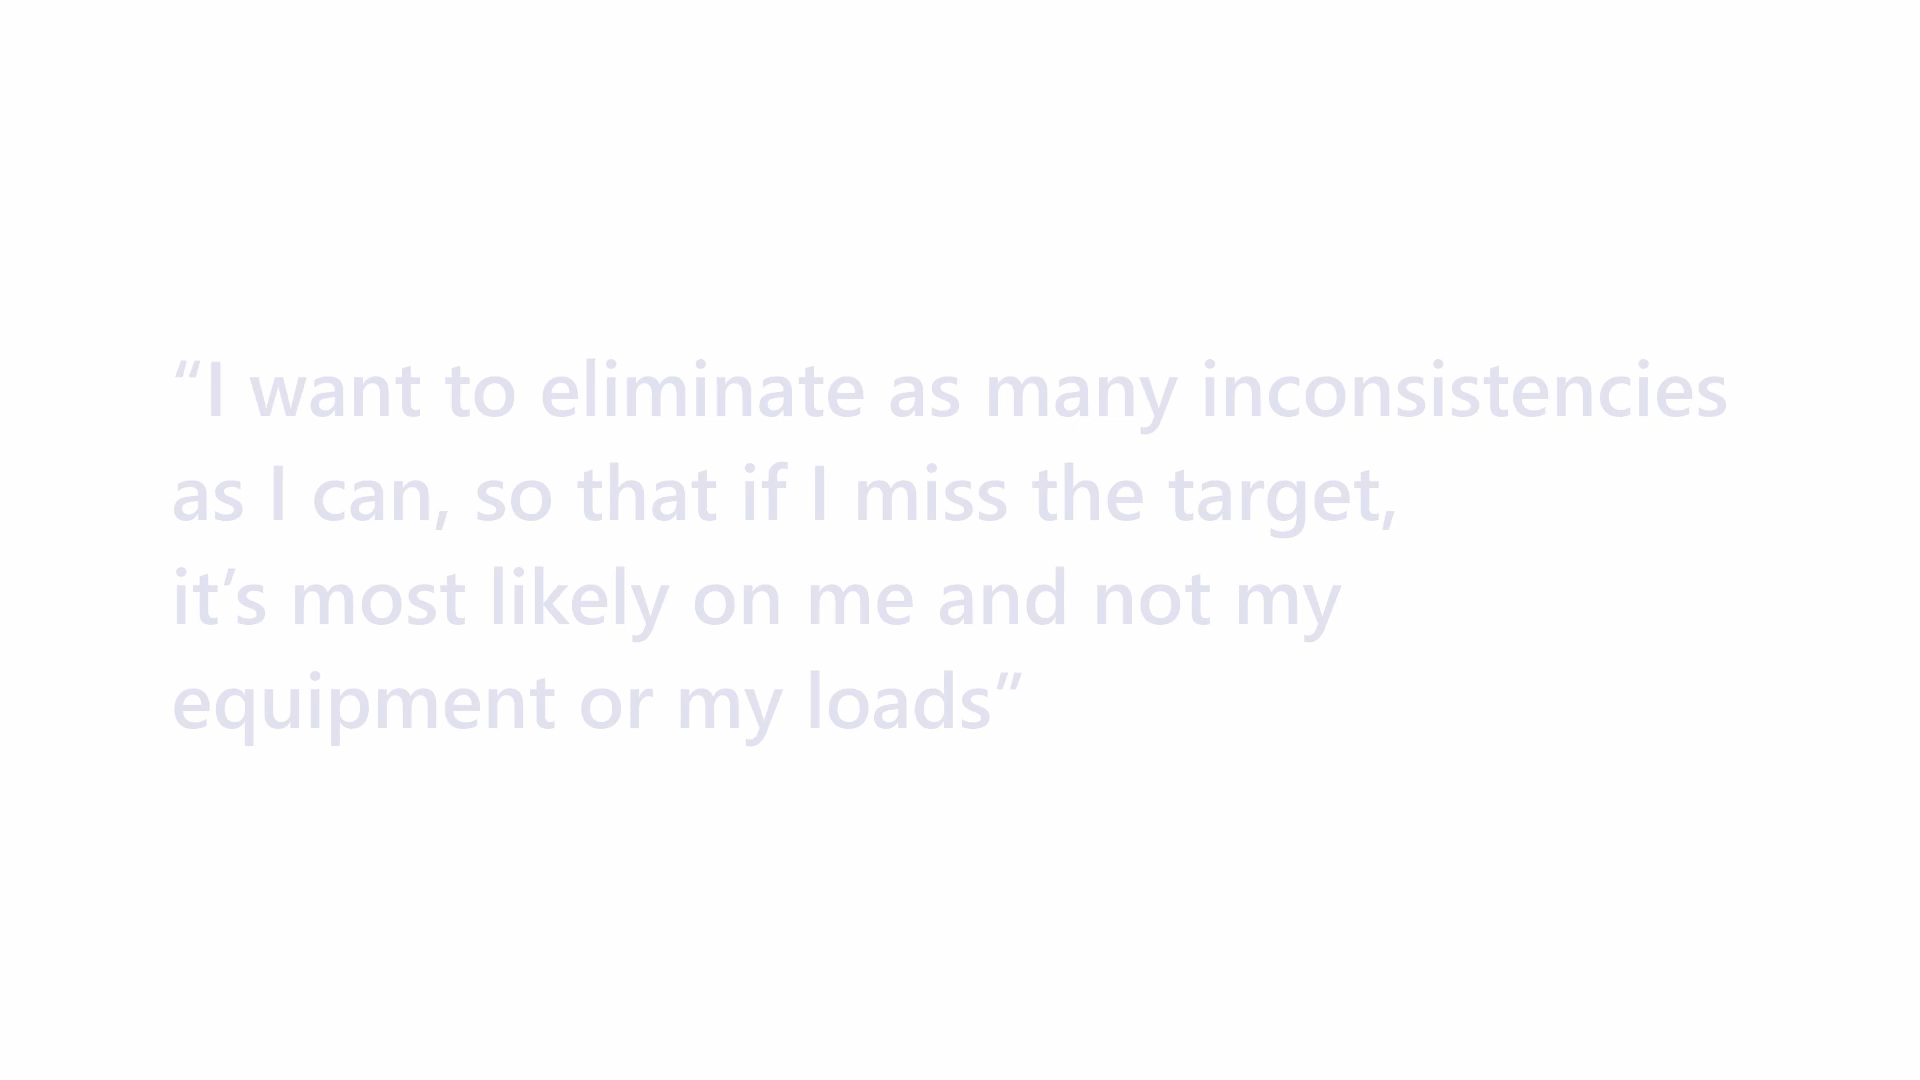 “I want to eliminate as many inconsistencies
as I can, so that if I miss the target,
it’s most likely on me and not my
equipment or my loads”